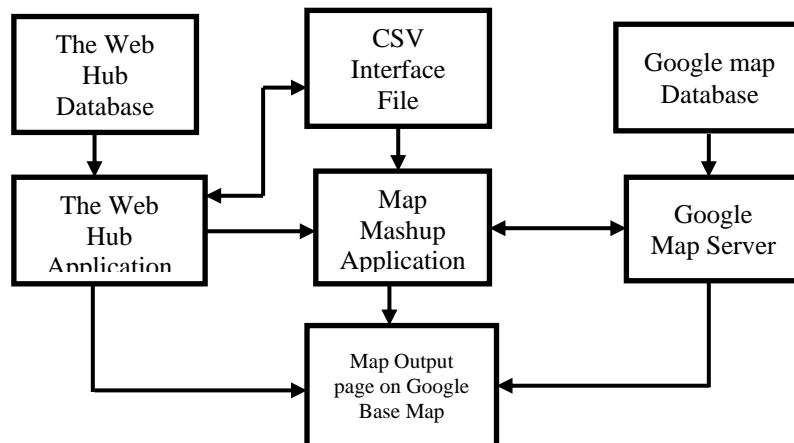 The Web
Hub
Database
CSV
Interface
File
Google map
Database
The Web
Hub
Application
Map
Mashup
Application
Google
Map Server
Map Output
page on Google
Base Map